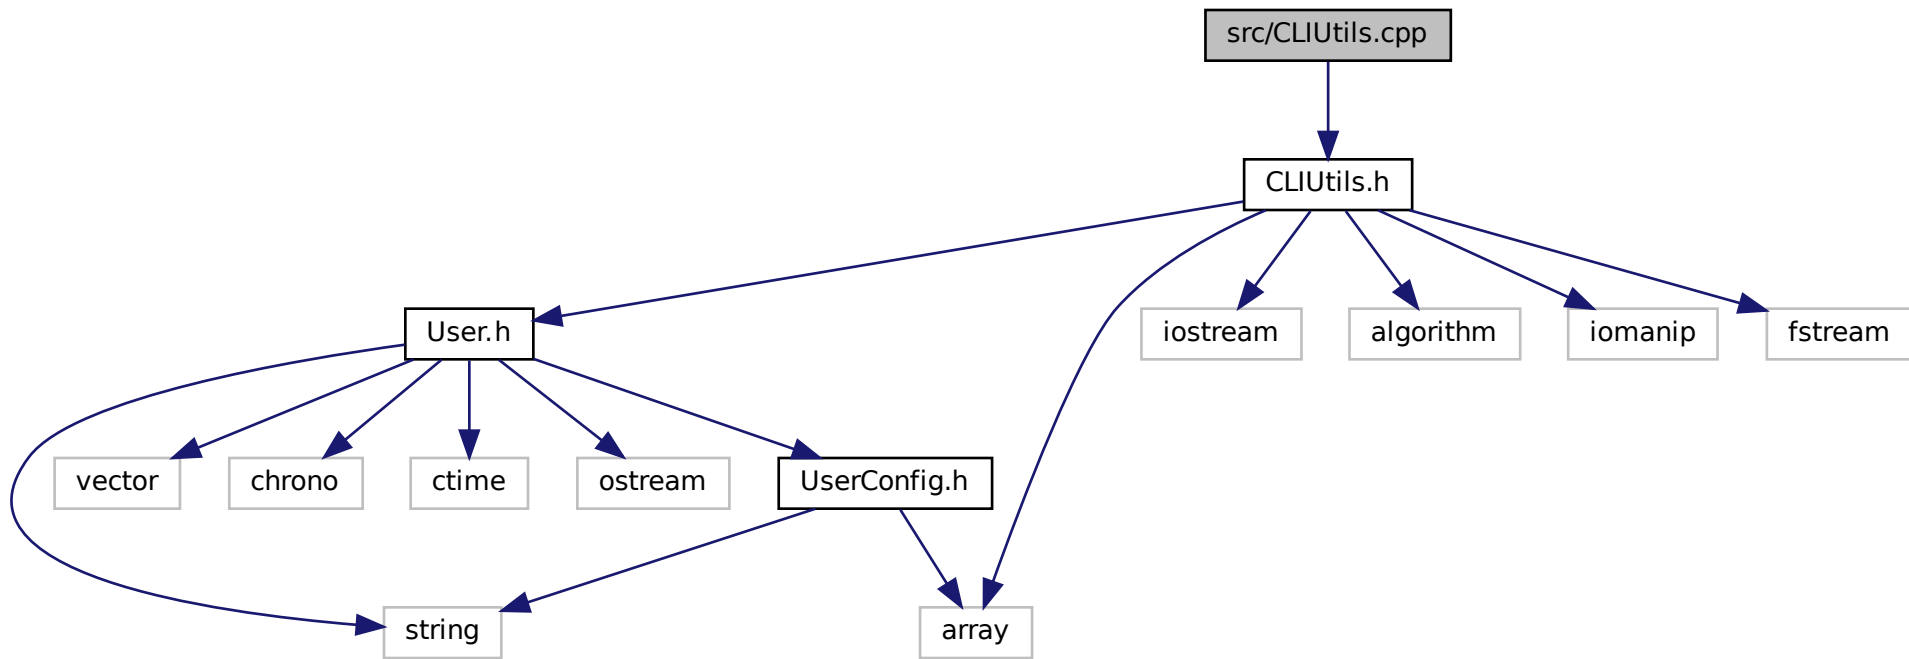 src/CLIUtils.cpp
CLIUtils.h
User.h
iostream
algorithm
iomanip
fstream
vector
chrono
ctime
ostream
UserConfig.h
string
array